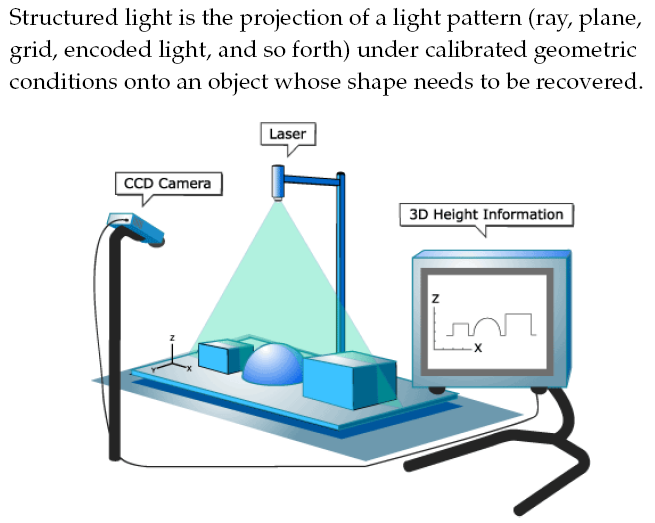 Structured light is the projection of a light pattern (ray, plane,
grid, encoded light, and so forth) under calibrated geometric
conditions onto an object whose shape needs to be recovered.
Laser
CCD Camera
3D Height Information
Z
X
Z
Y
X